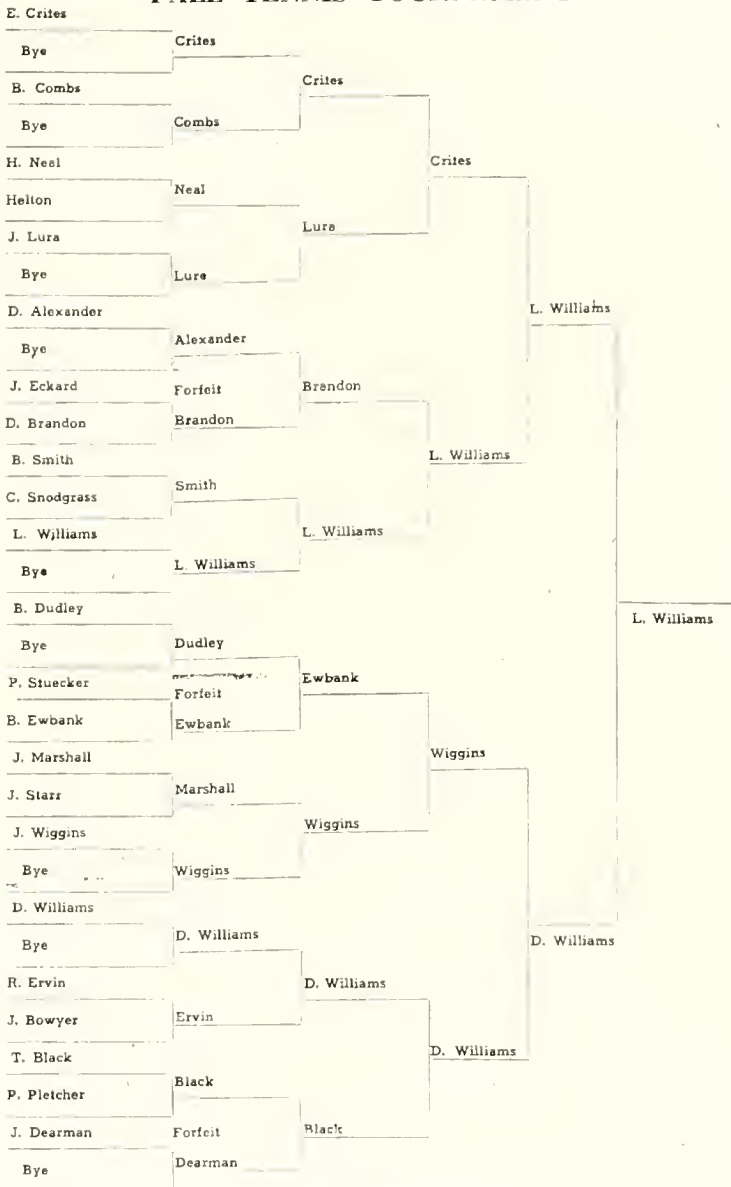 E. Crites
Crites
Bye
Crites
B. Combs
Bye
Combs
H. Neal
Crites
Helton
Neal
J. Lura
Lura
Bye
Lura
D. Alexander
L. Williams
Bye
Alexander
J. Eckard
Forfeit
Brandon
D. Brandon
Brandon
B. Smith
L. Williams
C. Snodgrass
Smith
L. Williams
L. Williams
Bye
L. Williams
B. Dudley
L. Williams
Bye
Dudley
P. Stuecker
Forfeit
Ewbank
B. Ewbank
Ewbank
J. Marshall
Wiggins
J. Starr
Marshall
J. Wiggins
Wiggins
Bye
Wiggins
D. Williams
Bye
D. Williams
D. Williams
R. Ervin
D. Williams
J. Bowyer
Ervin
T. Black
D. Williams
P. Pletcher
Black
J. Dearman
Forfeit
Black
Bye
Dearman